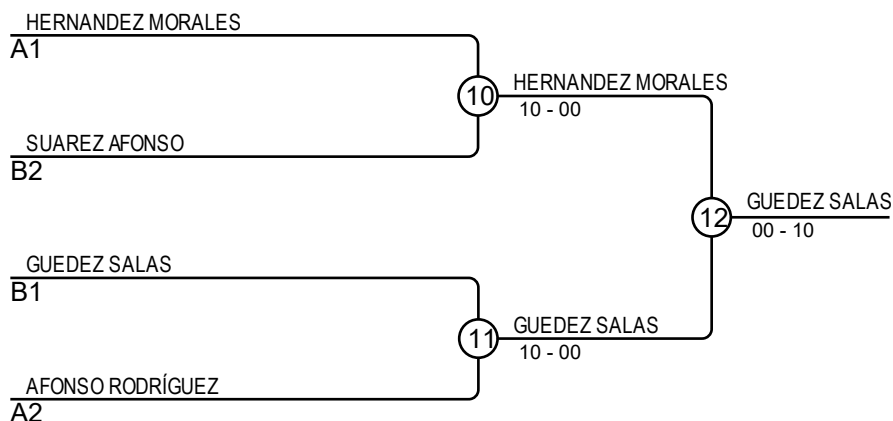 HERNANDEZ MORALES
A1
10
HERNANDEZ MORALES
10 - 00
SUAREZ AFONSO
B2
12
GUEDEZ SALAS
00 - 10
GUEDEZ SALAS
B1
11
GUEDEZ SALAS
10 - 00
AFONSO RODRÍGUEZ
A2